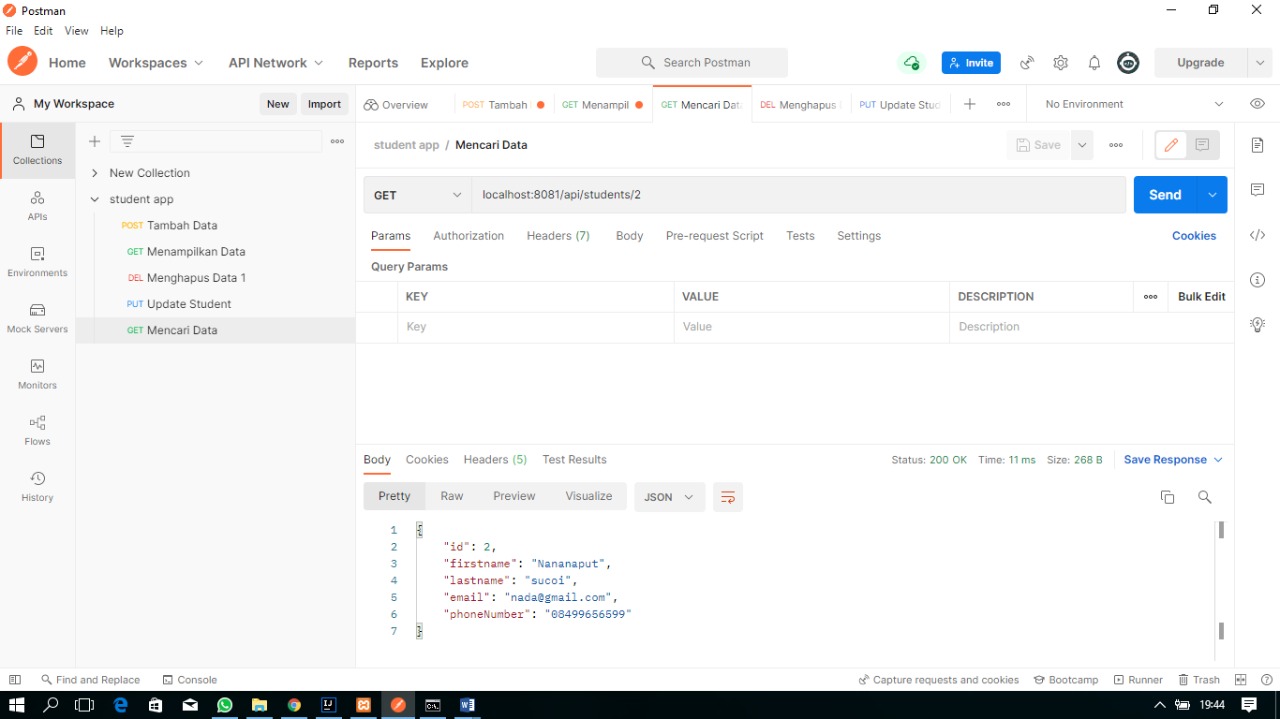 Postman
File Edit View Help
Home Workspaces API Network Reports Explore Search Postman Invite Upgrade
My Workspace New Import Overview POST Tambah GET Menampil GET Mencari Dat DEL Menghapus PUT Update Stud No Environment
student app / Mencari Data Save
Collections
APIs
Environments
Mock Servers
Monitors
Flows
History
New Collection
student app
POST Tambah Data
GET Menampilkan Data
DEL Menghapus Data 1
PUT Update Student
GET Mencari Data
GET localhost:8081/api/students/2 Send
Params Authorization Headers (7) Body Pre-request Script Tests Settings Cookies
Query Params
KEY VALUE DESCRIPTION Bulk Edit
Key Value Description
Body Cookies Headers (5) Test Results Status: 200 OK Time: 11 ms Size: 268 B Save Response
Pretty Raw Preview Visualize JSON
1 {
2 "id": 2,
3 "firstname": "Nananaput",
4 "lastname": "sucoi",
5 "email": "nada@gmail.com",
6 "phoneNumber": "08499656599"
7 }
Find and Replace Console Capture requests and cookies Bootcamp Runner Trash
19:44